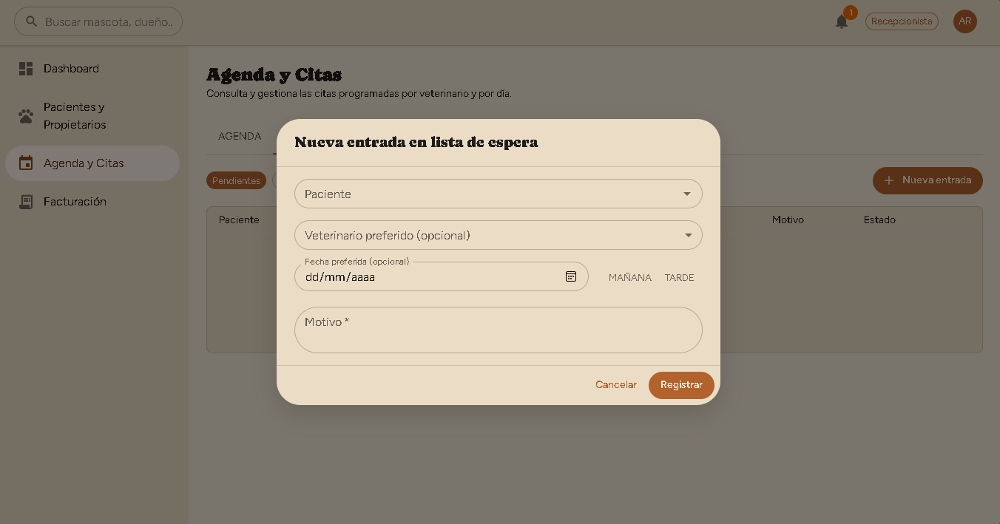 Buscar mascota, dueño..
1
Recepcionista
AR
Dashboard
Pacientes y
Propietarios
Agenda y Citas
Facturación
Agenda y Citas
Consulta y gestiona las citas programadas por veterinario y por día.
AGENDA
Pendientes
Nueva entrada
Paciente
Motivo
Estado
Nueva entrada en lista de espera
Paciente
Veterinario preferido (opcional)
Fecha preferida (opcional)
dd/mm/aaaa
MAÑANA
TARDE
Motivo *
Cancelar
Registrar